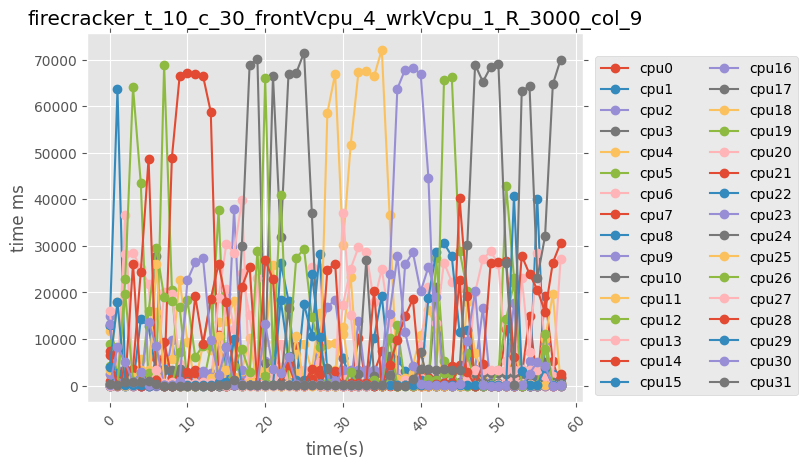 firecracker_t_10_c_30_frontVcpu_4_wrkVcpu_1_R_3000_col_9
time ms
70000
60000
50000
40000
30000
20000
10000
0
0
10
20
30
40
50
60
time(s)
cpu0
cpu1
cpu2
cpu3
cpu4
cpu5
cpu6
cpu7
cpu8
cpu9
cpu10
cpu11
cpu12
cpu13
cpu14
cpu15
cpu16
cpu17
cpu18
cpu19
cpu20
cpu21
cpu22
cpu23
cpu24
cpu25
cpu26
cpu27
cpu28
cpu29
cpu30
cpu31